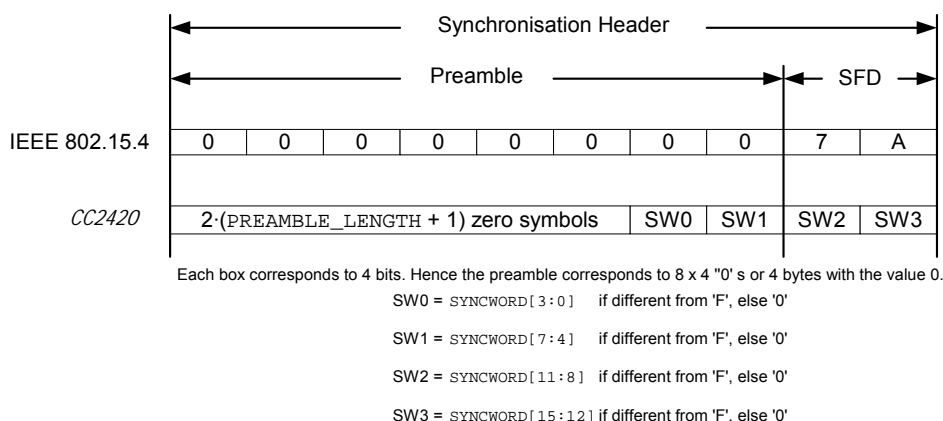 Synchronisation Header
Preamble SFD
IEEE 802.15.4 0 0 0 0 0 0 0 0 7 A
CC2420 2·(PREAMBLE_LENGTH + 1) zero symbols SW0 SW1 SW2 SW3
Each box corresponds to 4 bits. Hence the preamble corresponds to 8 x 4 "0' s or 4 bytes with the value 0.
SW0 = SYNCWORD[3:0] if different from 'F', else '0'
SW1 = SYNCWORD[7:4] if different from 'F', else '0'
SW2 = SYNCWORD[11:8] if different from 'F', else '0'
SW3 = SYNCWORD[15:12] if different from 'F', else '0'